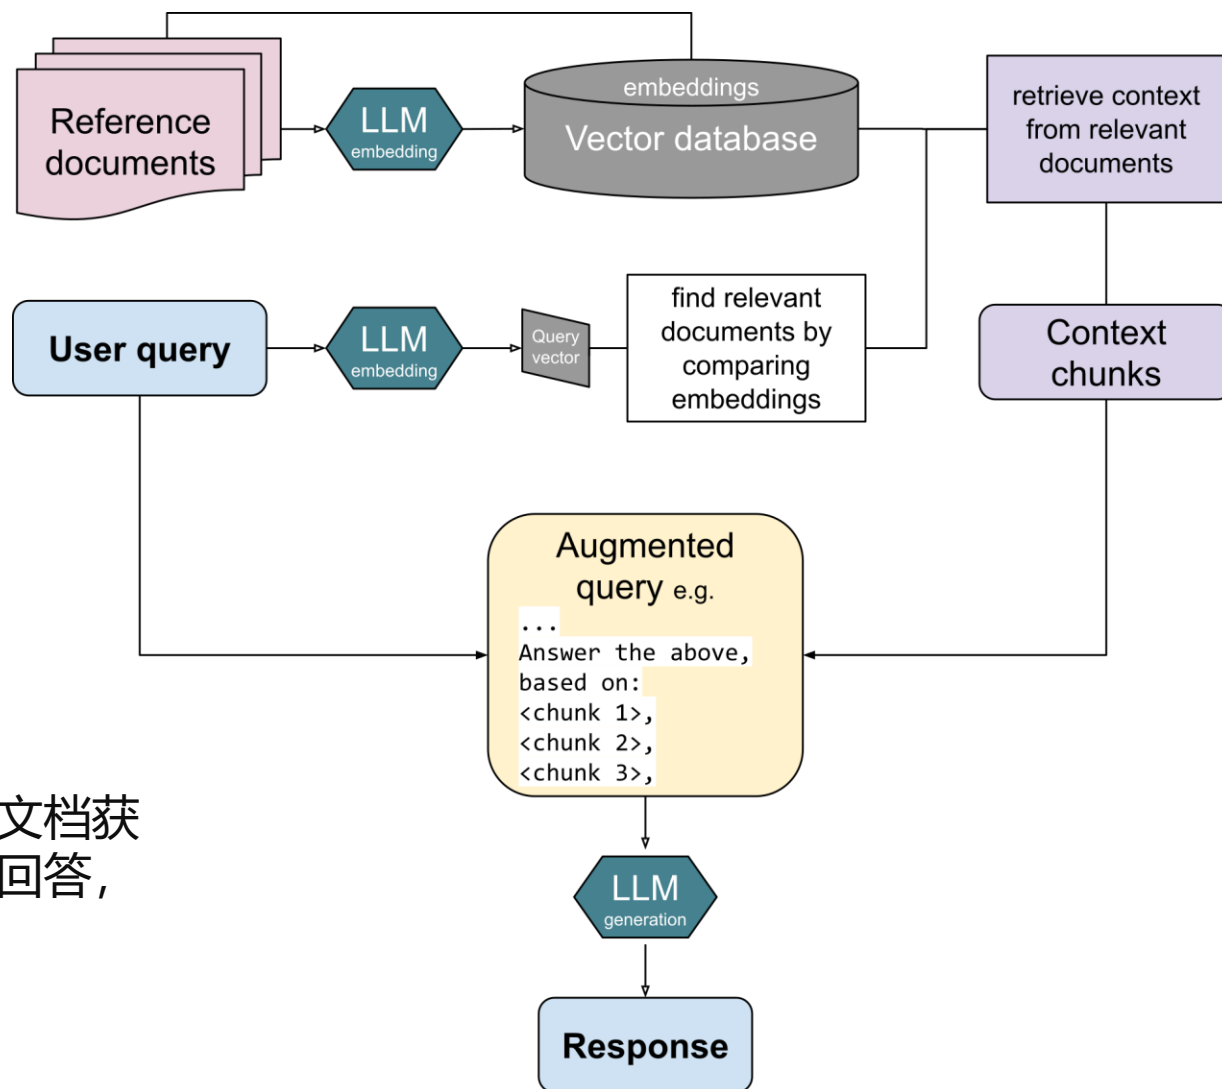 Reference
documents
LLM
embedding
embeddings
Vector database
retrieve context
from relevant
documents
User query
LLM
embedding
Query
vector
find relevant
documents by
comparing
embeddings
Context
chunks
Augmented
query e.g.
...
Answer the above,
based on:
<chunk 1>,
<chunk 2>,
<chunk 3>,
文档获
回答，
LLM
generation
Response